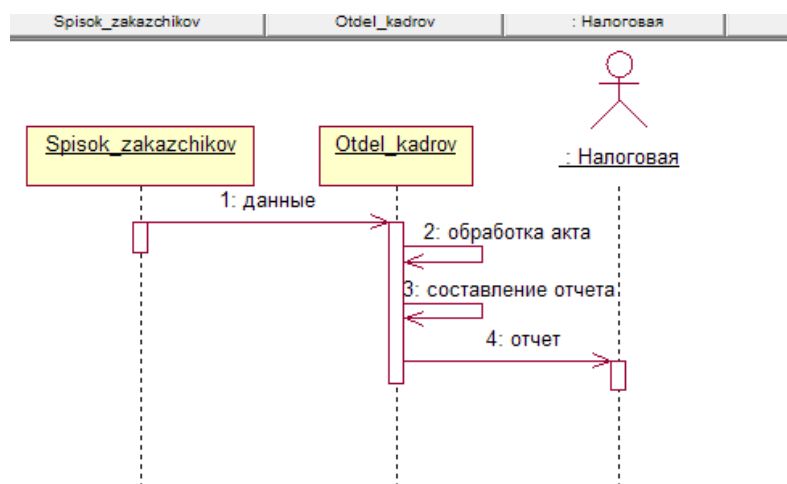 Spisok_zakazchikov
Otdel_kadrov
: Налоговая
Spisok_zakazchikov
Otdel_kadrov
: Налоговая
1: данные
2: обработка акта
3: составление отчета
4: отчет